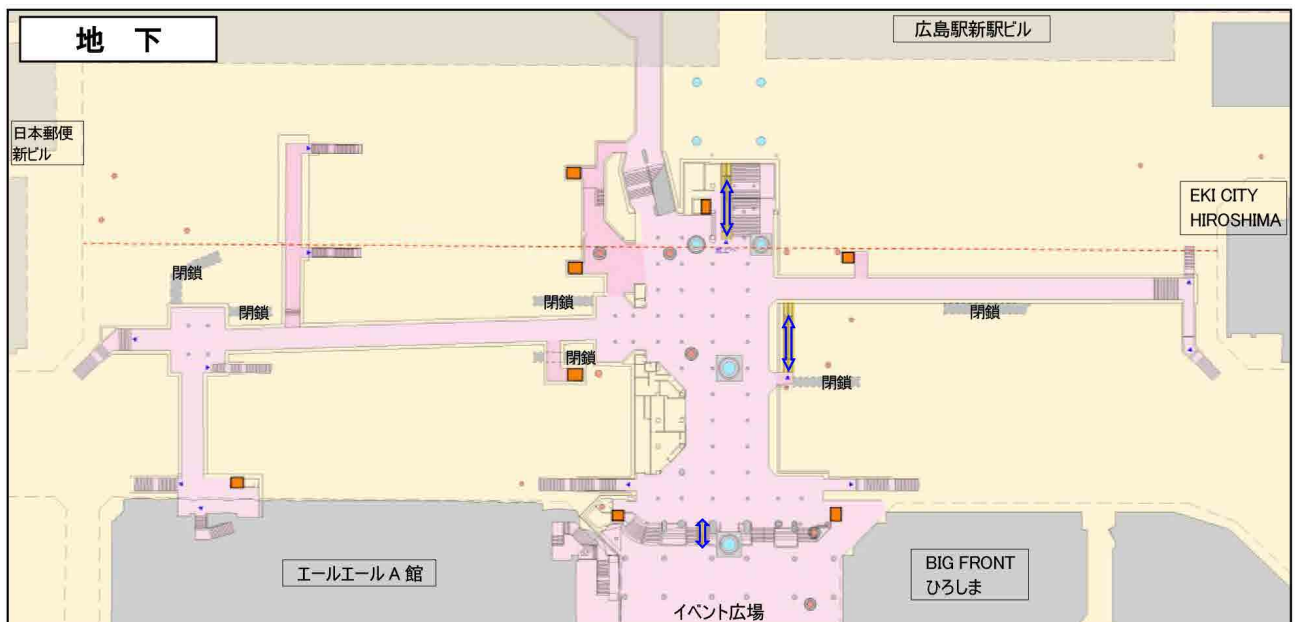 地 下
広島駅新駅ビル
日本郵便
新ビル
EKI CITY
HIROSHIMA
閉鎖
閉鎖
閉鎖
閉鎖
閉鎖
閉鎖
エールエール A 館
BIG FRONT
ひろしま
イベント広場